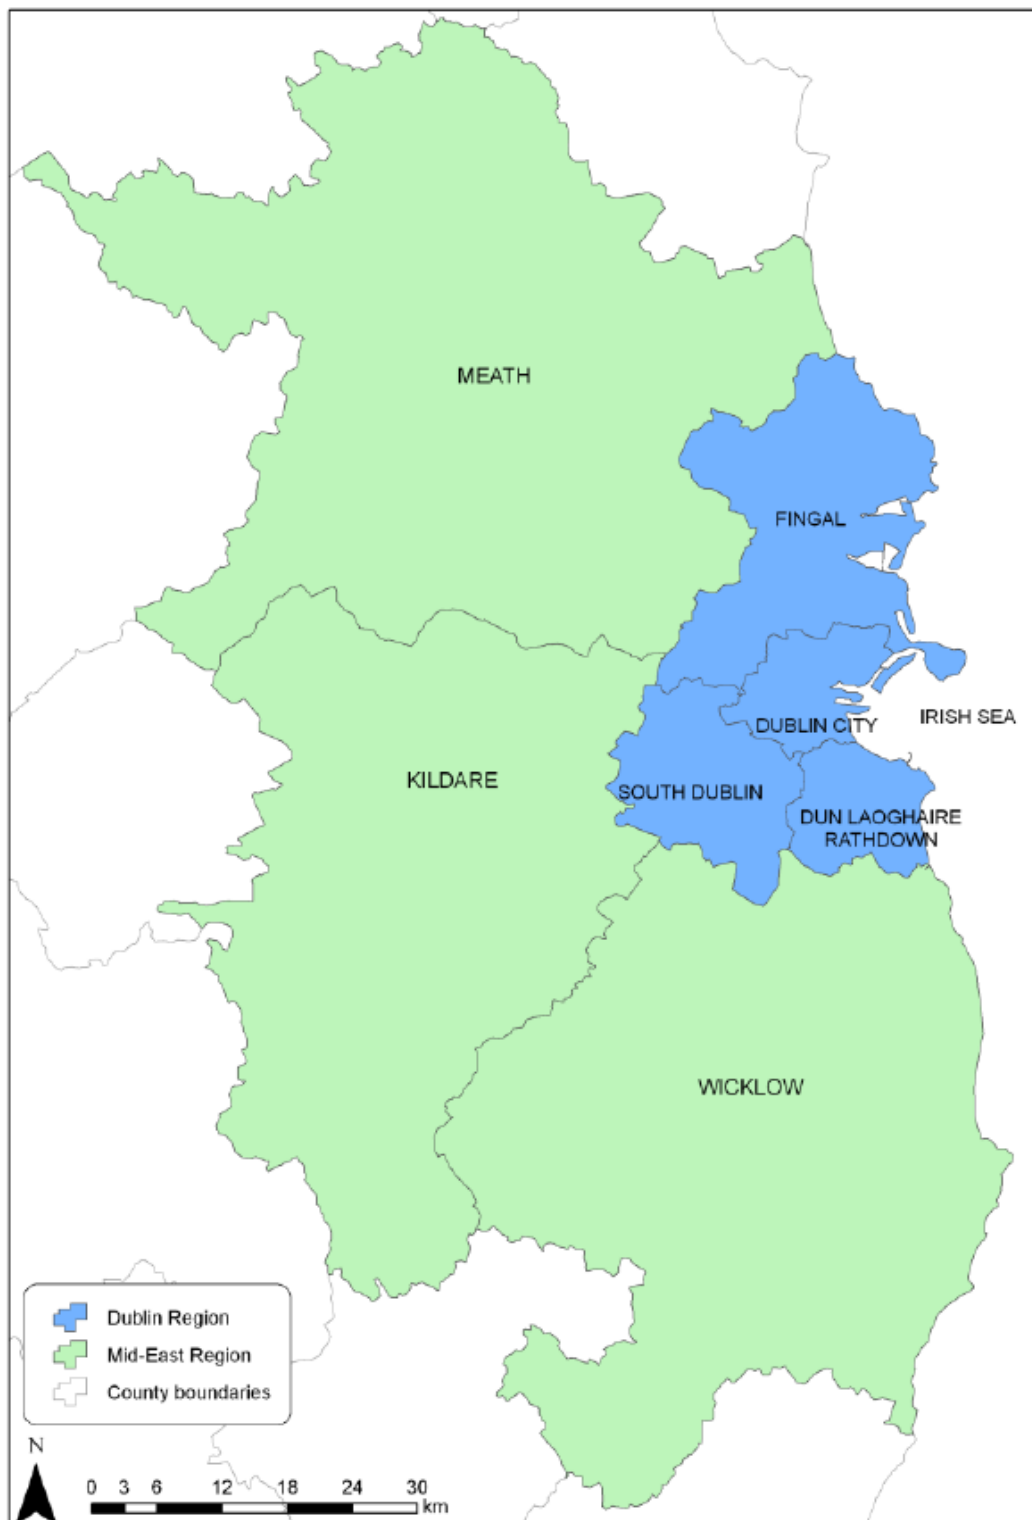 MEATH
FINGAL
IRISH SEA
DUBLIN CITY
KILDARE
SOUTH DUBLIN
DUN LAOGHAIRE
RATHDOWN
WICKLOW
Dublin Region
Mid-East Region
County boundaries
N
0 3 6 12 18 24 30
km